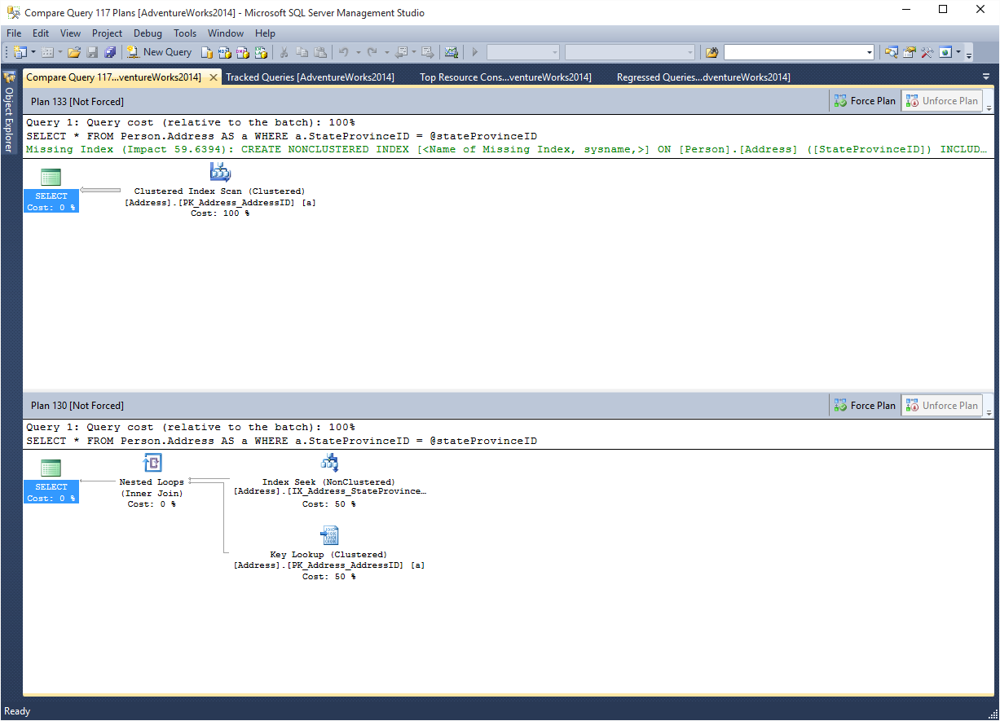 Compare Query 117 Plans [AdventureWorks2014] - Microsoft SQL Server Management Studio
File Edit View Project Debug Tools Window Help
New Query
Compare Query 117...ventureWorks2014] Tracked Queries [AdventureWorks2014] Top Resource Cons...ventureWorks2014] Regressed Queries...dventureWorks2014]
Object Explorer
Plan 133 [Not Forced] Force Plan Unforce Plan
Query 1: Query cost (relative to the batch): 100%
SELECT * FROM Person.Address AS a WHERE a.StateProvinceID = @stateProvinceID
Missing Index (Impact 59.6394): CREATE NONCLUSTERED INDEX [<Name of Missing Index, sysname,>] ON [Person].[Address] ([StateProvinceID]) INCLUD...
SELECT
Cost: 0 %
Clustered Index Scan (Clustered)
[Address].[PK_Address_AddressID] [a]
Cost: 100 %
Plan 130 [Not Forced] Force Plan Unforce Plan
Query 1: Query cost (relative to the batch): 100%
SELECT * FROM Person.Address AS a WHERE a.StateProvinceID = @stateProvinceID
SELECT
Cost: 0 %
Nested Loops
(Inner Join)
Cost: 0 %
Index Seek (NonClustered)
[Address].[IX_Address_StateProvince...
Cost: 50 %
Key Lookup (Clustered)
[Address].[PK_Address_AddressID] [a]
Cost: 50 %
Ready